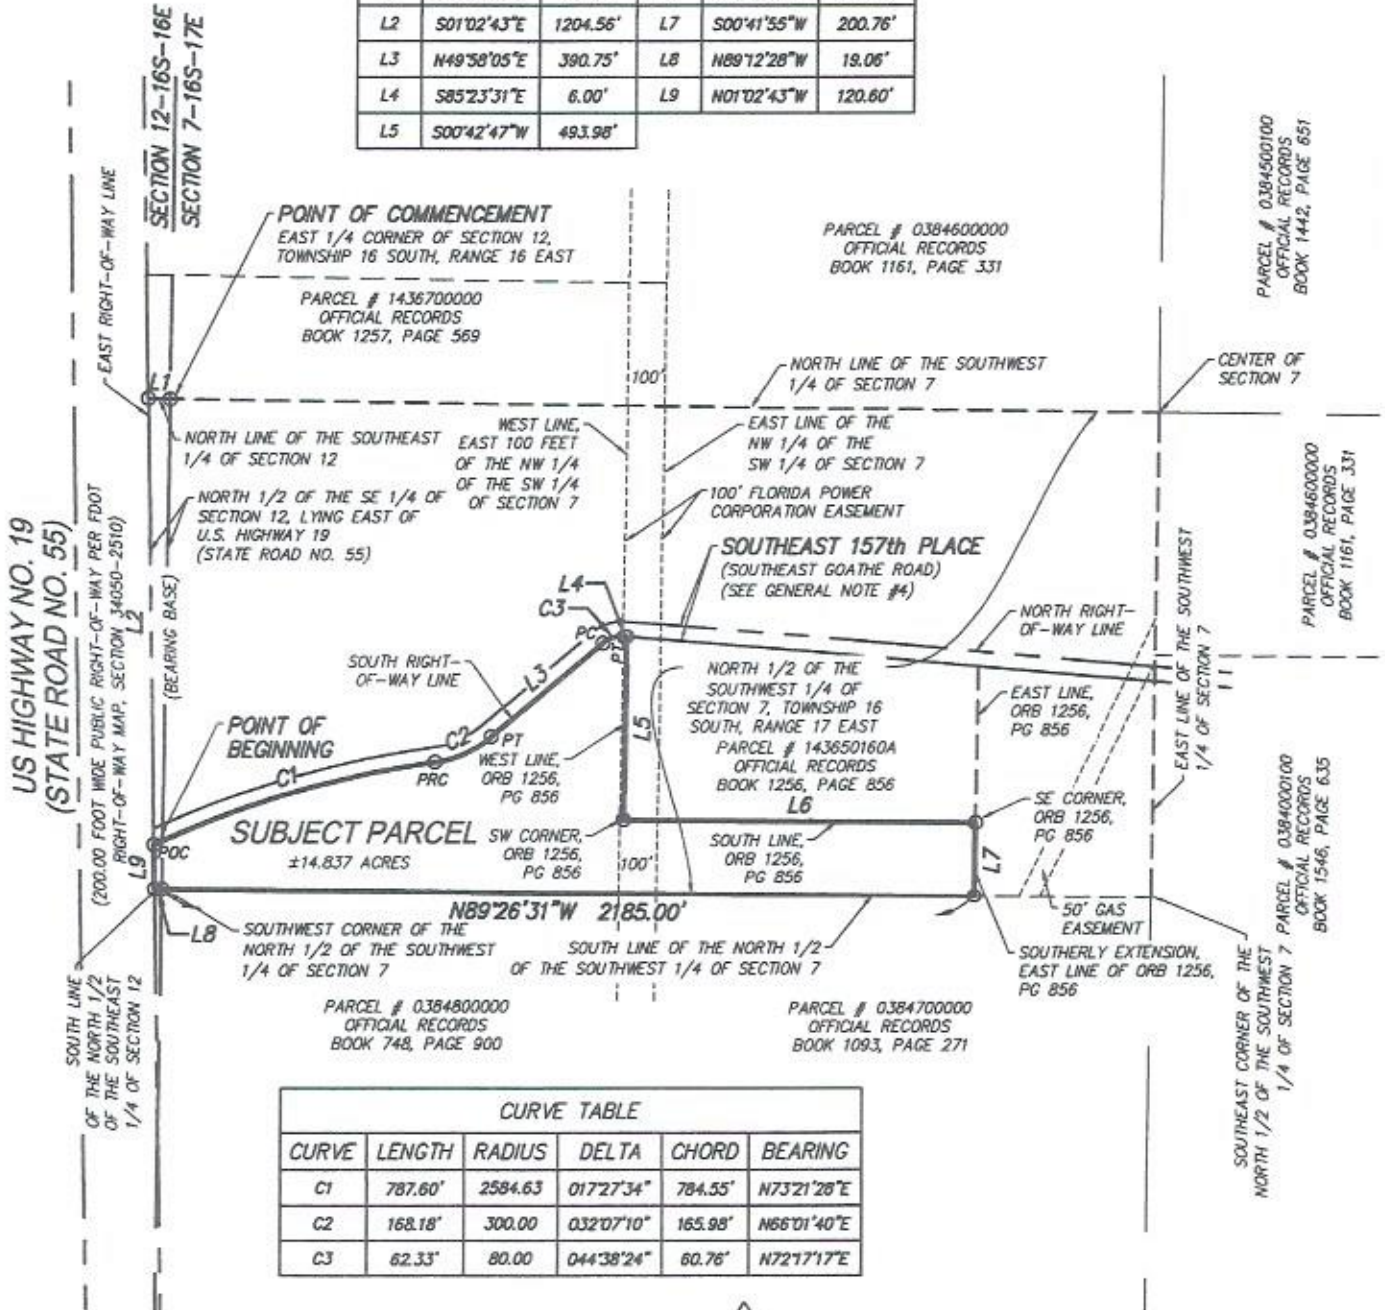 L2 S01°02'43"E 1204.56' L7 S00°41'55"W 200.76'
L3 N49°58'05"E 390.75' L8 N89°12'28"W 19.06'
L4 S85°23'31"E 6.00' L9 N01°02'43"W 120.60'
L5 S00°42'47"W 493.98'
SECTION 12-16S-16E
SECTION 7-16S-17E
EAST RIGHT-OF-WAY LINE
POINT OF COMMENCEMENT
EAST 1/4 CORNER OF SECTION 12,
TOWNSHIP 16 SOUTH, RANGE 16 EAST
PARCEL # 0384600000
OFFICIAL RECORDS
BOOK 1161, PAGE 331
PARCEL # 0384500100
OFFICIAL RECORDS
BOOK 1442, PAGE 651
PARCEL # 1436700000
OFFICIAL RECORDS
BOOK 1257, PAGE 569
L1
100'
NORTH LINE OF THE SOUTHWEST
1/4 OF SECTION 7
CENTER OF
SECTION 7
NORTH LINE OF THE SOUTHEAST
1/4 OF SECTION 12
WEST LINE,
EAST 100 FEET
OF THE NW 1/4
OF THE SW 1/4
OF SECTION 7
EAST LINE OF THE
NW 1/4 OF THE
SW 1/4 OF SECTION 7
NORTH 1/2 OF THE SE 1/4 OF
SECTION 12, LYING EAST OF
U.S. HIGHWAY 19
(STATE ROAD NO. 55)
100' FLORIDA POWER
CORPORATION EASEMENT
SOUTHEAST 157th PLACE
(SOUTHEAST GOATHE ROAD)
(SEE GENERAL NOTE #4)
PARCEL # 0384600000
OFFICIAL RECORDS
BOOK 1161, PAGE 331
US HIGHWAY NO. 19
(STATE ROAD NO. 55)
(200.00 FOOT WIDE PUBLIC RIGHT-OF-WAY PER FDOT
RIGHT-OF-WAY MAP, SECTION 34050-2510)
L2
(BEARING BASE)
L4
C3
PC
PT
NORTH RIGHT-
OF-WAY LINE
EAST LINE OF THE SOUTHWEST
1/4 OF SECTION 7
SOUTH RIGHT-
OF-WAY LINE
L3
L5
NORTH 1/2 OF THE
SOUTHWEST 1/4 OF
SECTION 7, TOWNSHIP 16
SOUTH, RANGE 17 EAST
PARCEL # 143650160A
OFFICIAL RECORDS
BOOK 1256, PAGE 856
EAST LINE,
ORB 1256,
PG 856
POINT OF
BEGINNING
C1
C2
PT
PRC
WEST LINE,
ORB 1256,
PG 856
L6
SE CORNER,
ORB 1256,
PG 856
POC
SUBJECT PARCEL
±14.837 ACRES
SW CORNER,
ORB 1256,
PG 856
100'
SOUTH LINE,
ORB 1256,
PG 856
L7
L9
L8
N89°26'31"W 2185.00'
50' GAS
EASEMENT
SOUTHWEST CORNER OF THE
NORTH 1/2 OF THE SOUTHWEST
1/4 OF SECTION 7
SOUTH LINE OF THE NORTH 1/2
OF THE SOUTHWEST 1/4 OF SECTION 7
SOUTHERLY EXTENSION,
EAST LINE OF ORB 1256,
PG 856
PARCEL # 0384000100
OFFICIAL RECORDS
BOOK 1546, PAGE 635
SOUTH LINE
OF THE NORTH 1/2
OF THE SOUTHEAST
1/4 OF SECTION 12
PARCEL # 0384800000
OFFICIAL RECORDS
BOOK 748, PAGE 900
PARCEL # 0384700000
OFFICIAL RECORDS
BOOK 1093, PAGE 271
SOUTHEAST CORNER OF THE
NORTH 1/2 OF THE SOUTHWEST
1/4 OF SECTION 7
CURVE TABLE
CURVE LENGTH RADIUS DELTA CHORD BEARING
C1 787.60' 2584.63 017°27'34" 784.55' N73°21'28"E
C2 168.18' 300.00 032°07'10" 165.98' N66°01'40"E
C3 62.33' 80.00 044°38'24" 60.76' N72°17'17"E